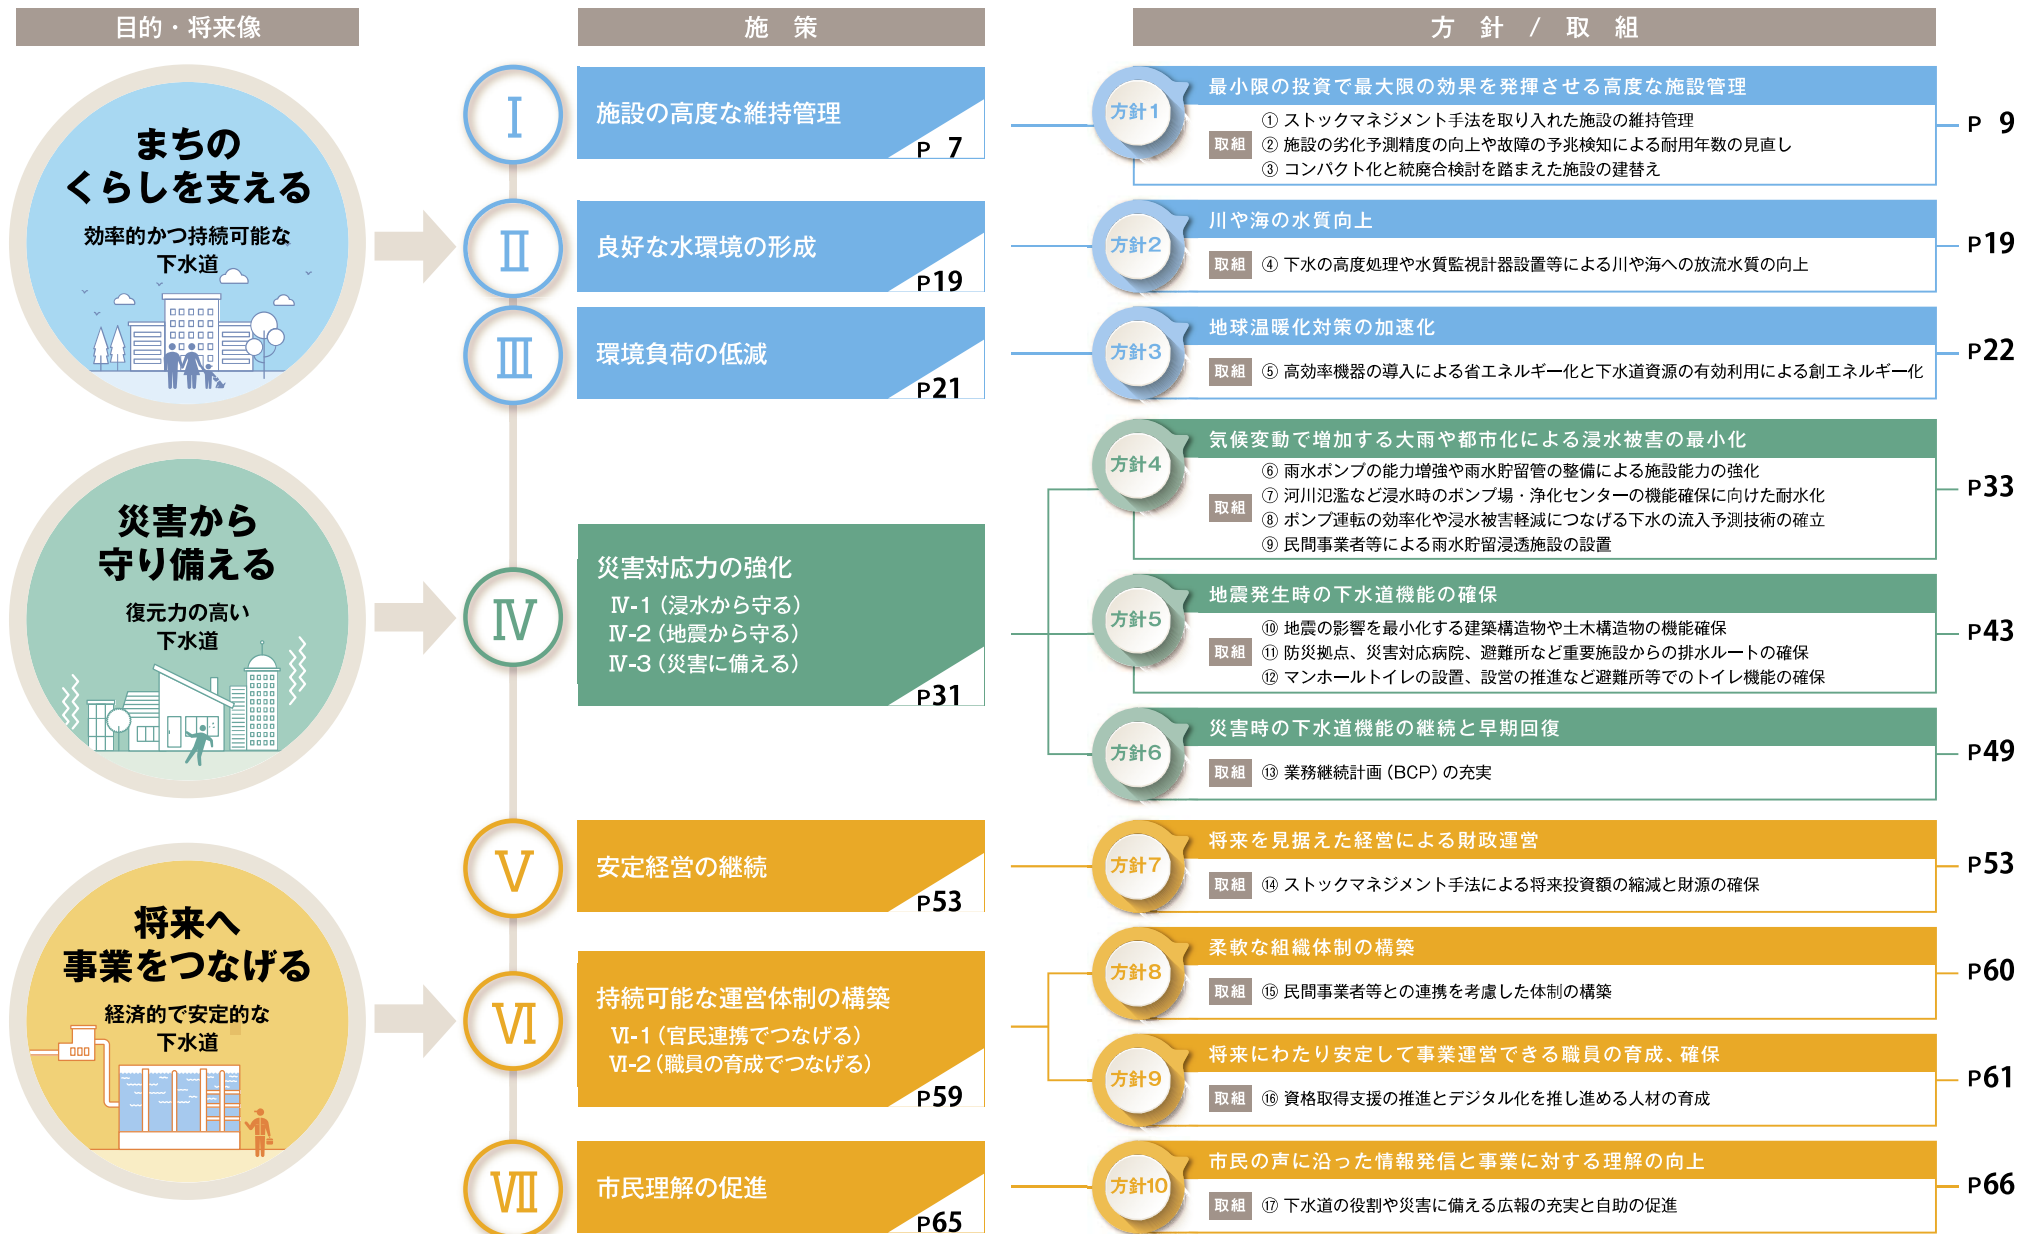 目的・将来像
施 策
方 針 / 取 組
まちの
くらしを支える
効率的かつ持続可能な
下水道
Ⅰ
施設の高度な維持管理
P 7
方針1
最小限の投資で最大限の効果を発揮させる高度な施設管理
取組
① ストックマネジメント手法を取り入れた施設の維持管理
② 施設の劣化予測精度の向上や故障の予兆検知による耐用年数の見直し
③ コンパクト化と統廃合検討を踏まえた施設の建替え
P 9
Ⅱ
良好な水環境の形成
P19
方針2
川や海の水質向上
取組
④ 下水の高度処理や水質監視計器設置等による川や海への放流水質の向上
P19
Ⅲ
環境負荷の低減
P21
方針3
地球温暖化対策の加速化
取組
⑤ 高効率機器の導入による省エネルギー化と下水道資源の有効利用による創エネルギー化
P22
災害から
守り備える
復元力の高い
下水道
Ⅳ
災害対応力の強化
Ⅳ-1（浸水から守る）
Ⅳ-2（地震から守る）
Ⅳ-3（災害に備える）
P31
方針4
気候変動で増加する大雨や都市化による浸水被害の最小化
取組
⑥ 雨水ポンプの能力増強や雨水貯留管の整備による施設能力の強化
⑦ 河川氾濫など浸水時のポンプ場・浄化センターの機能確保に向けた耐水化
⑧ ポンプ運転の効率化や浸水被害軽減につなげる下水の流入予測技術の確立
⑨ 民間事業者等による雨水貯留浸透施設の設置
P33
方針5
地震発生時の下水道機能の確保
取組
⑩ 地震の影響を最小化する建築構造物や土木構造物の機能確保
⑪ 防災拠点、災害対応病院、避難所など重要施設からの排水ルートの確保
⑫ マンホールトイレの設置、設営の推進など避難所等でのトイレ機能の確保
P43
方針6
災害時の下水道機能の継続と早期回復
取組
⑬ 業務継続計画（BCP）の充実
P49
将来へ
事業をつなげる
経済的で安定的な
下水道
Ⅴ
安定経営の継続
P53
方針7
将来を見据えた経営による財政運営
取組
⑭ ストックマネジメント手法による将来投資額の縮減と財源の確保
P53
Ⅵ
持続可能な運営体制の構築
Ⅵ-1（官民連携でつなげる）
Ⅵ-2（職員の育成でつなげる）
P59
方針8
柔軟な組織体制の構築
取組
⑮ 民間事業者等との連携を考慮した体制の構築
P60
方針9
将来にわたり安定して事業運営できる職員の育成、確保
取組
⑯ 資格取得支援の推進とデジタル化を推し進める人材の育成
P61
Ⅶ
市民理解の促進
P65
方針10
市民の声に沿った情報発信と事業に対する理解の向上
取組
⑰ 下水道の役割や災害に備える広報の充実と自助の促進
P66